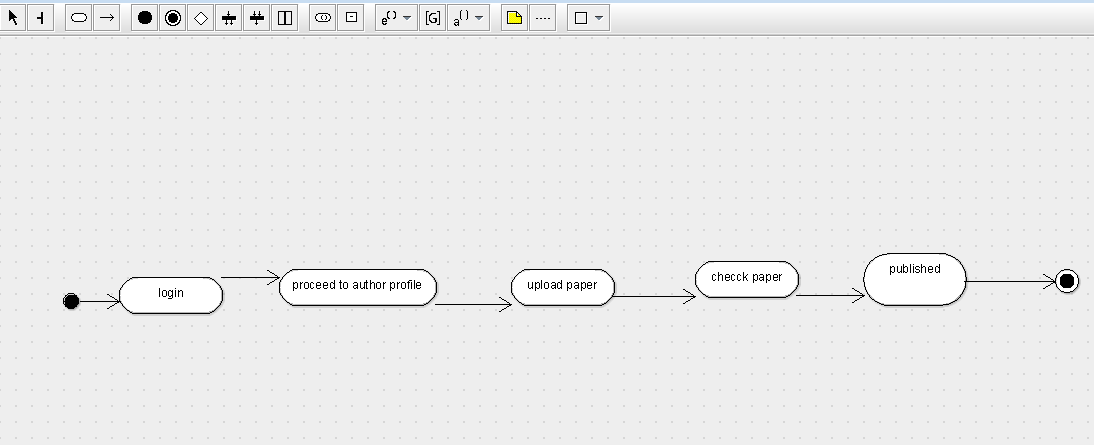 e()
[G]
a()
login
proceed to author profile
upload paper
checck paper
published